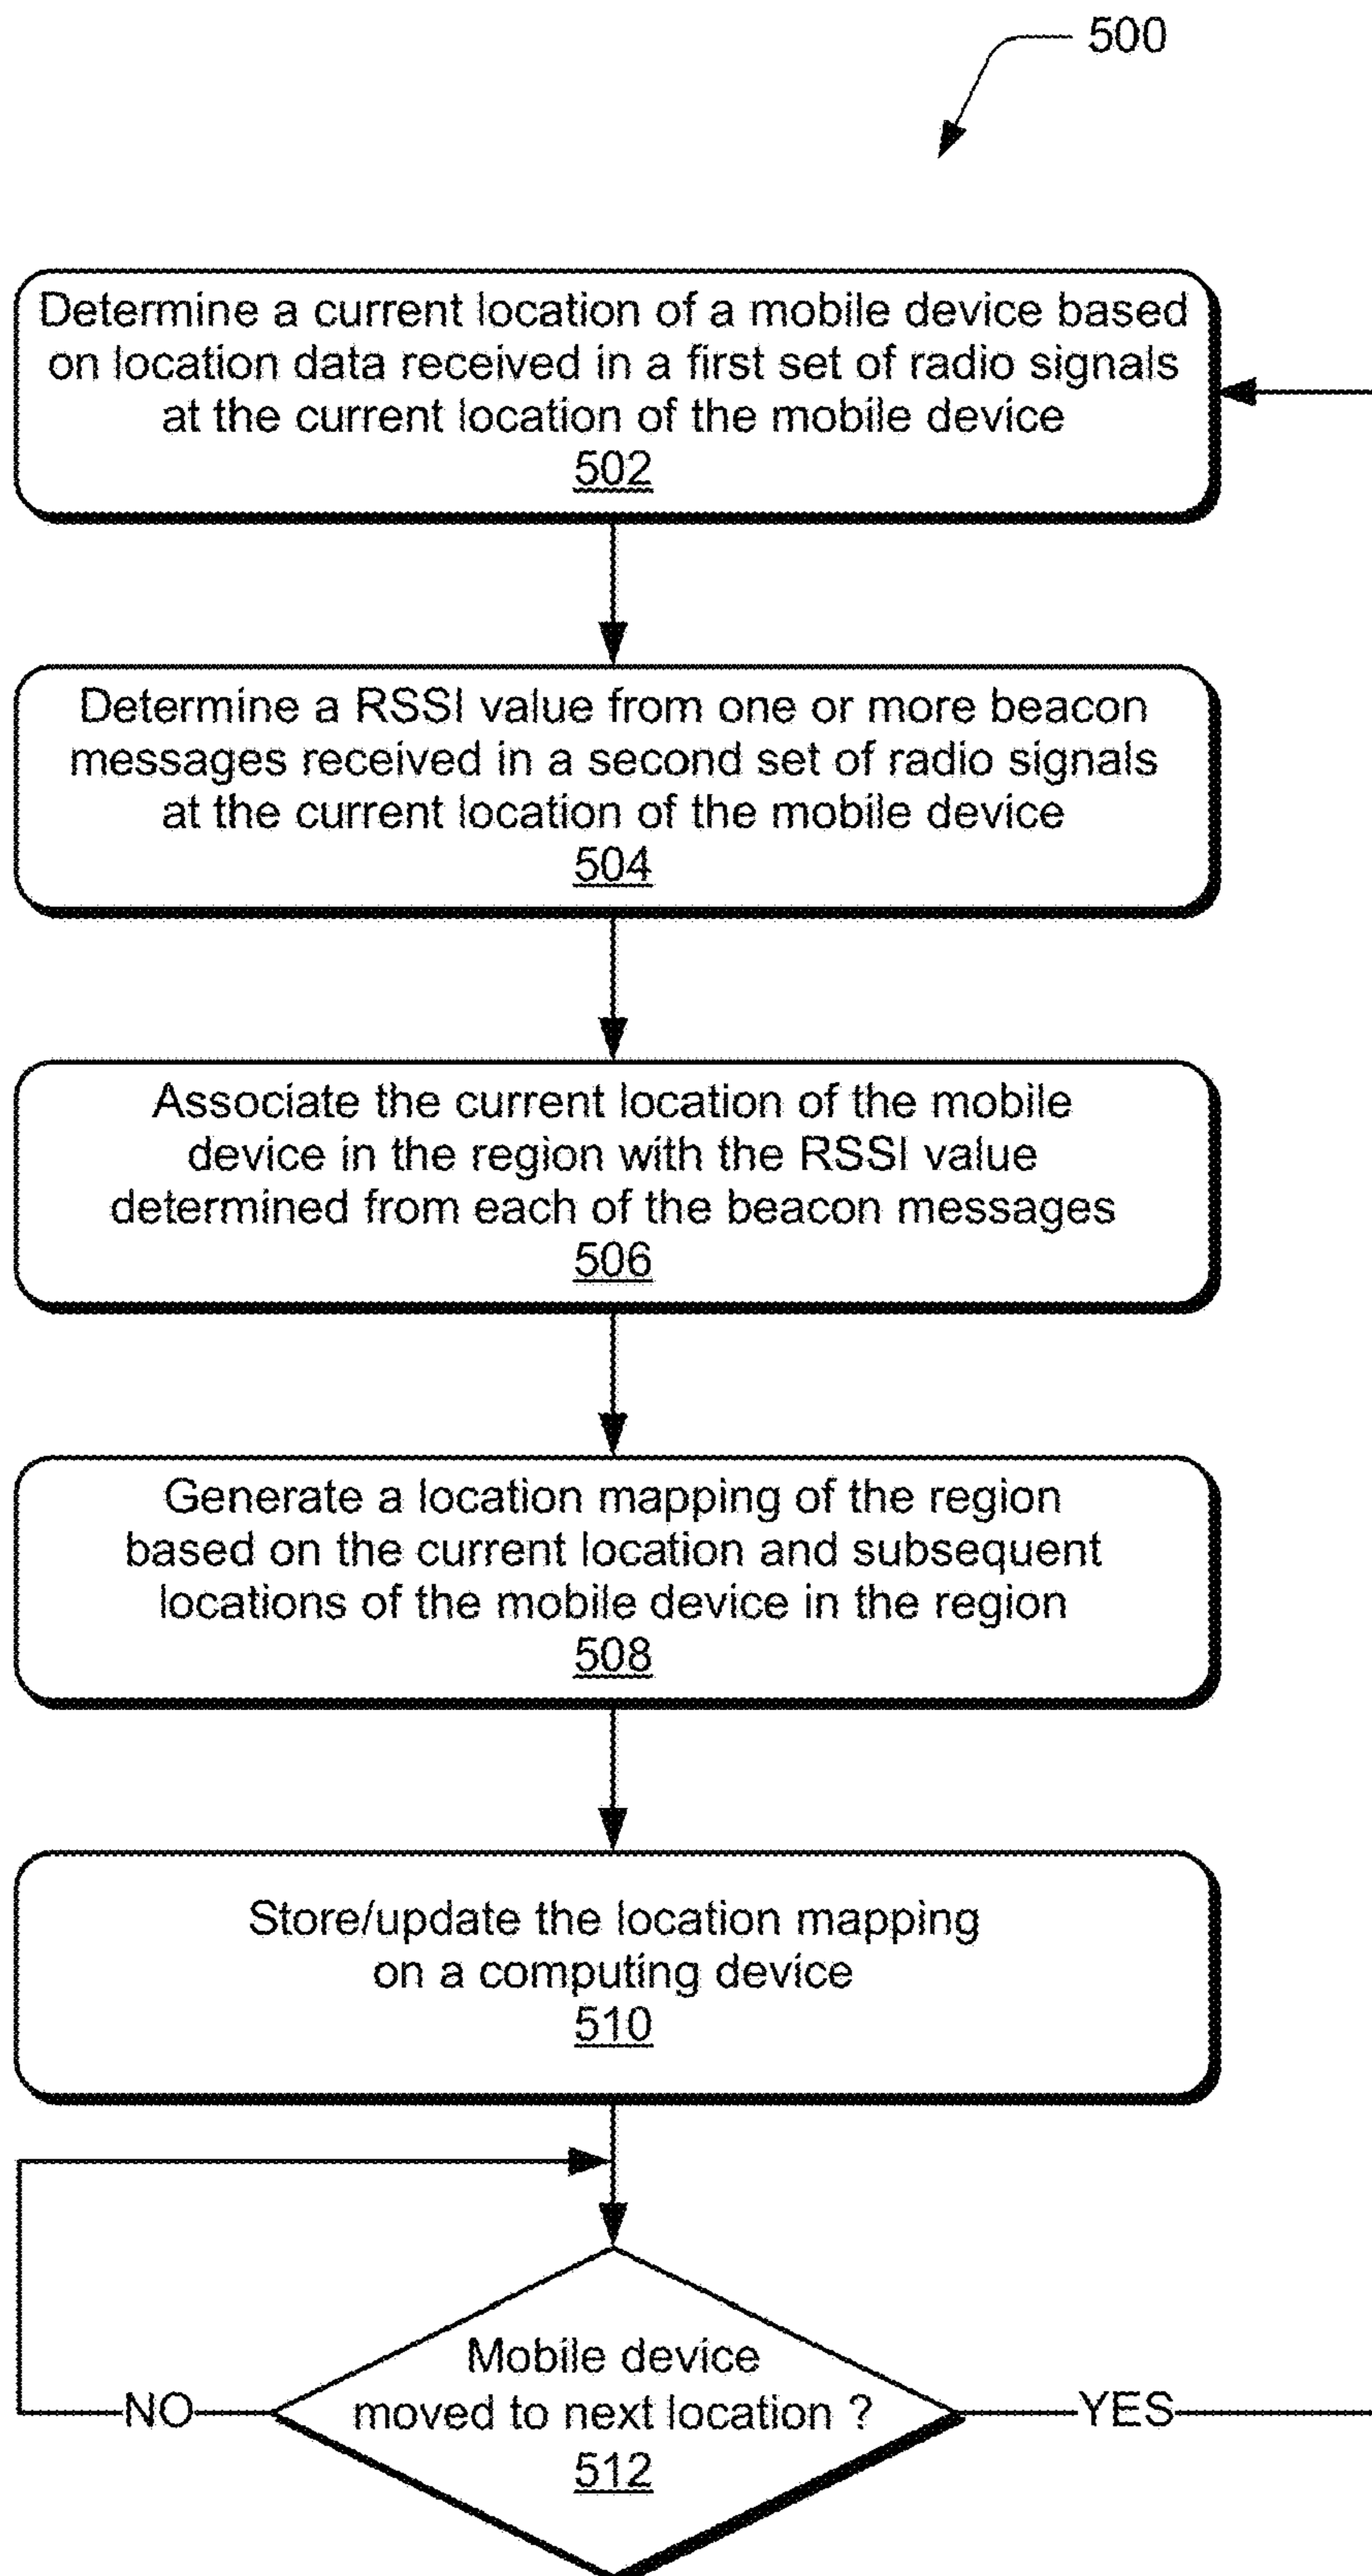 500
Determine a current location of a mobile device based
on location data received in a first set of radio signals
at the current location of the mobile device
502
Determine a RSSI value from one or more beacon
messages received in a second set of radio signals
at the current location of the mobile device
504
Associate the current location of the mobile
device in the region with the RSSI value
determined from each of the beacon messages
506
Generate a location mapping of the region
based on the current location and subsequent
locations of the mobile device in the region
508
Store/update the location mapping
on a computing device
510
Mobile device
moved to next location ?
512
NO
YES